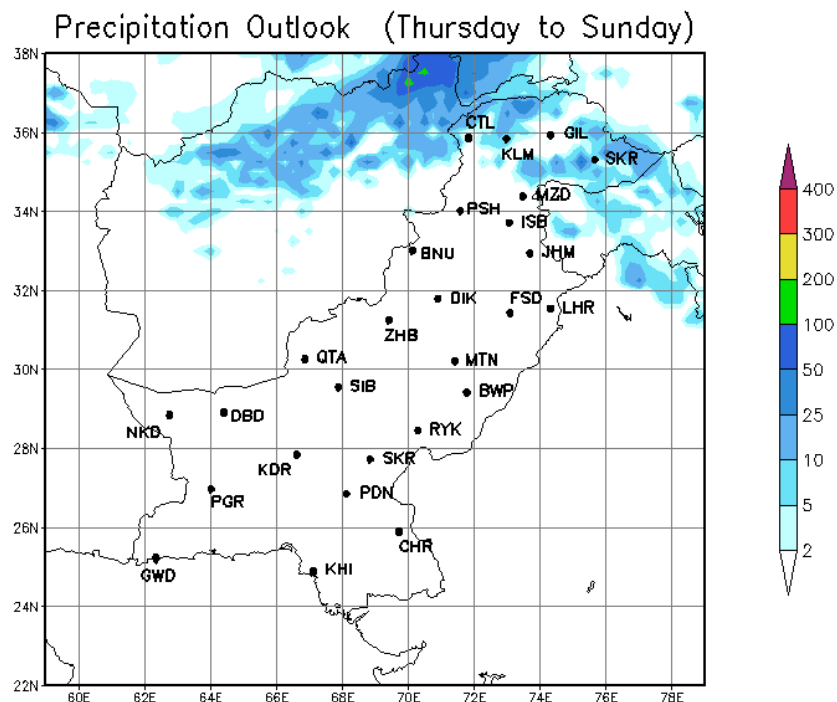 Precipitation Outlook (Thursday to Sunday)
38N
36N
34N
32N
30N
28N
26N
24N
22N
CTL
KLM
GIL
SKR
MZD
PSH
ISB
BNU
JHM
DIK
FSD
LHR
ZHB
QTA
MTN
SIB
BWP
NKD
DBD
RYK
KDR
SKR
PGR
PDN
CHR
GWD
KHI
60E 62E 64E 66E 68E 70E 72E 74E 76E 78E
400
300
200
100
50
25
10
5
2